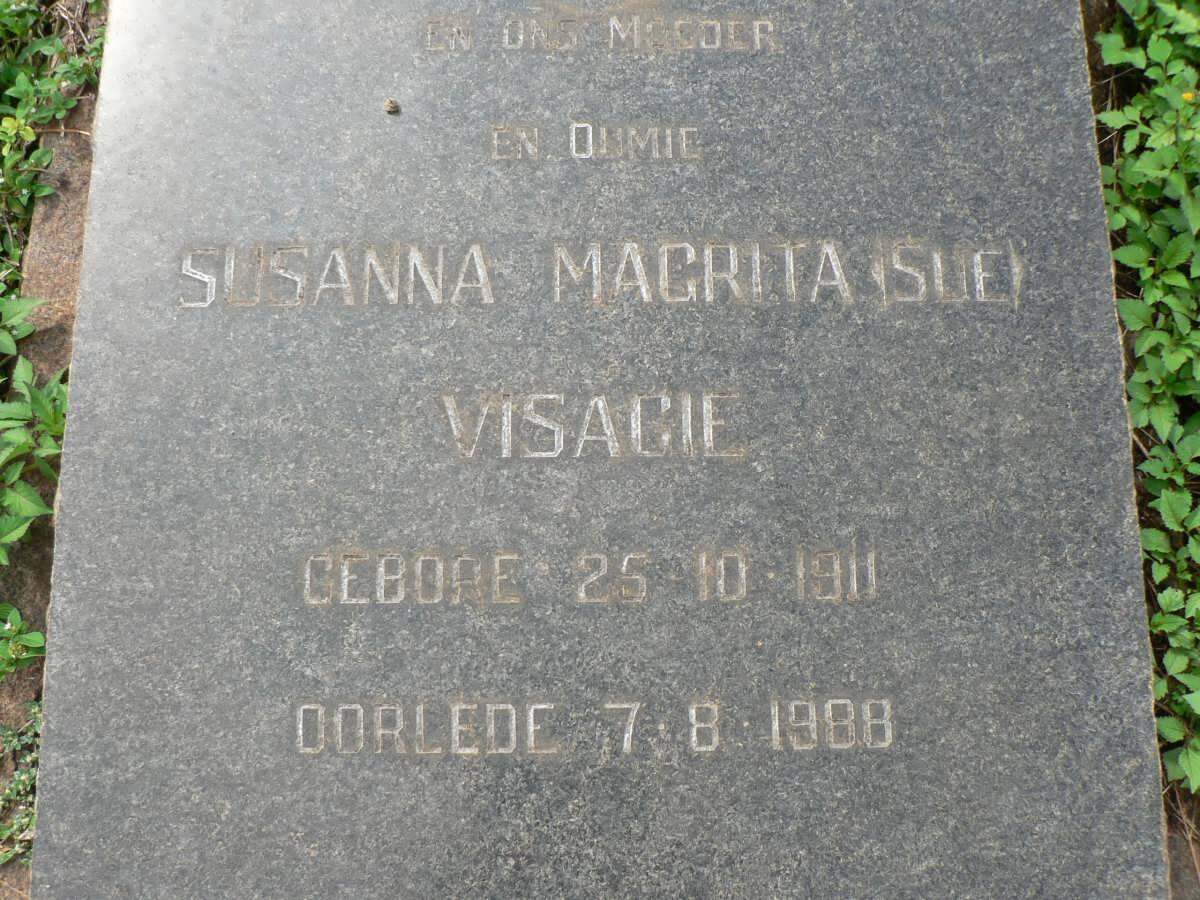 EN ONS MOEDER
EN OUMIE
SUSANNA MAGRITA (SUE)
VISAGIE
GEBORE 25·10·1911
OORLEDE 7·8·1988